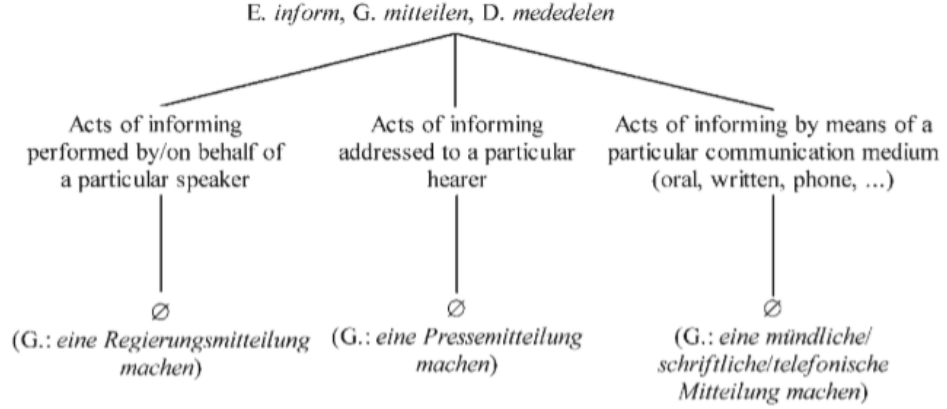 E. inform, G. mitteilen, D. mededelen
Acts of informing
performed by/on behalf of
a particular speaker
Acts of informing
addressed to a particular
hearer
Acts of informing by means of a
particular communication medium
(oral, written, phone, ...)
∅
(G.: eine Regierungsmitteilung
machen)
∅
(G.: eine Pressemitteilung
machen)
∅
(G.: eine mündliche/
schriftliche/telefonische
Mitteilung machen)